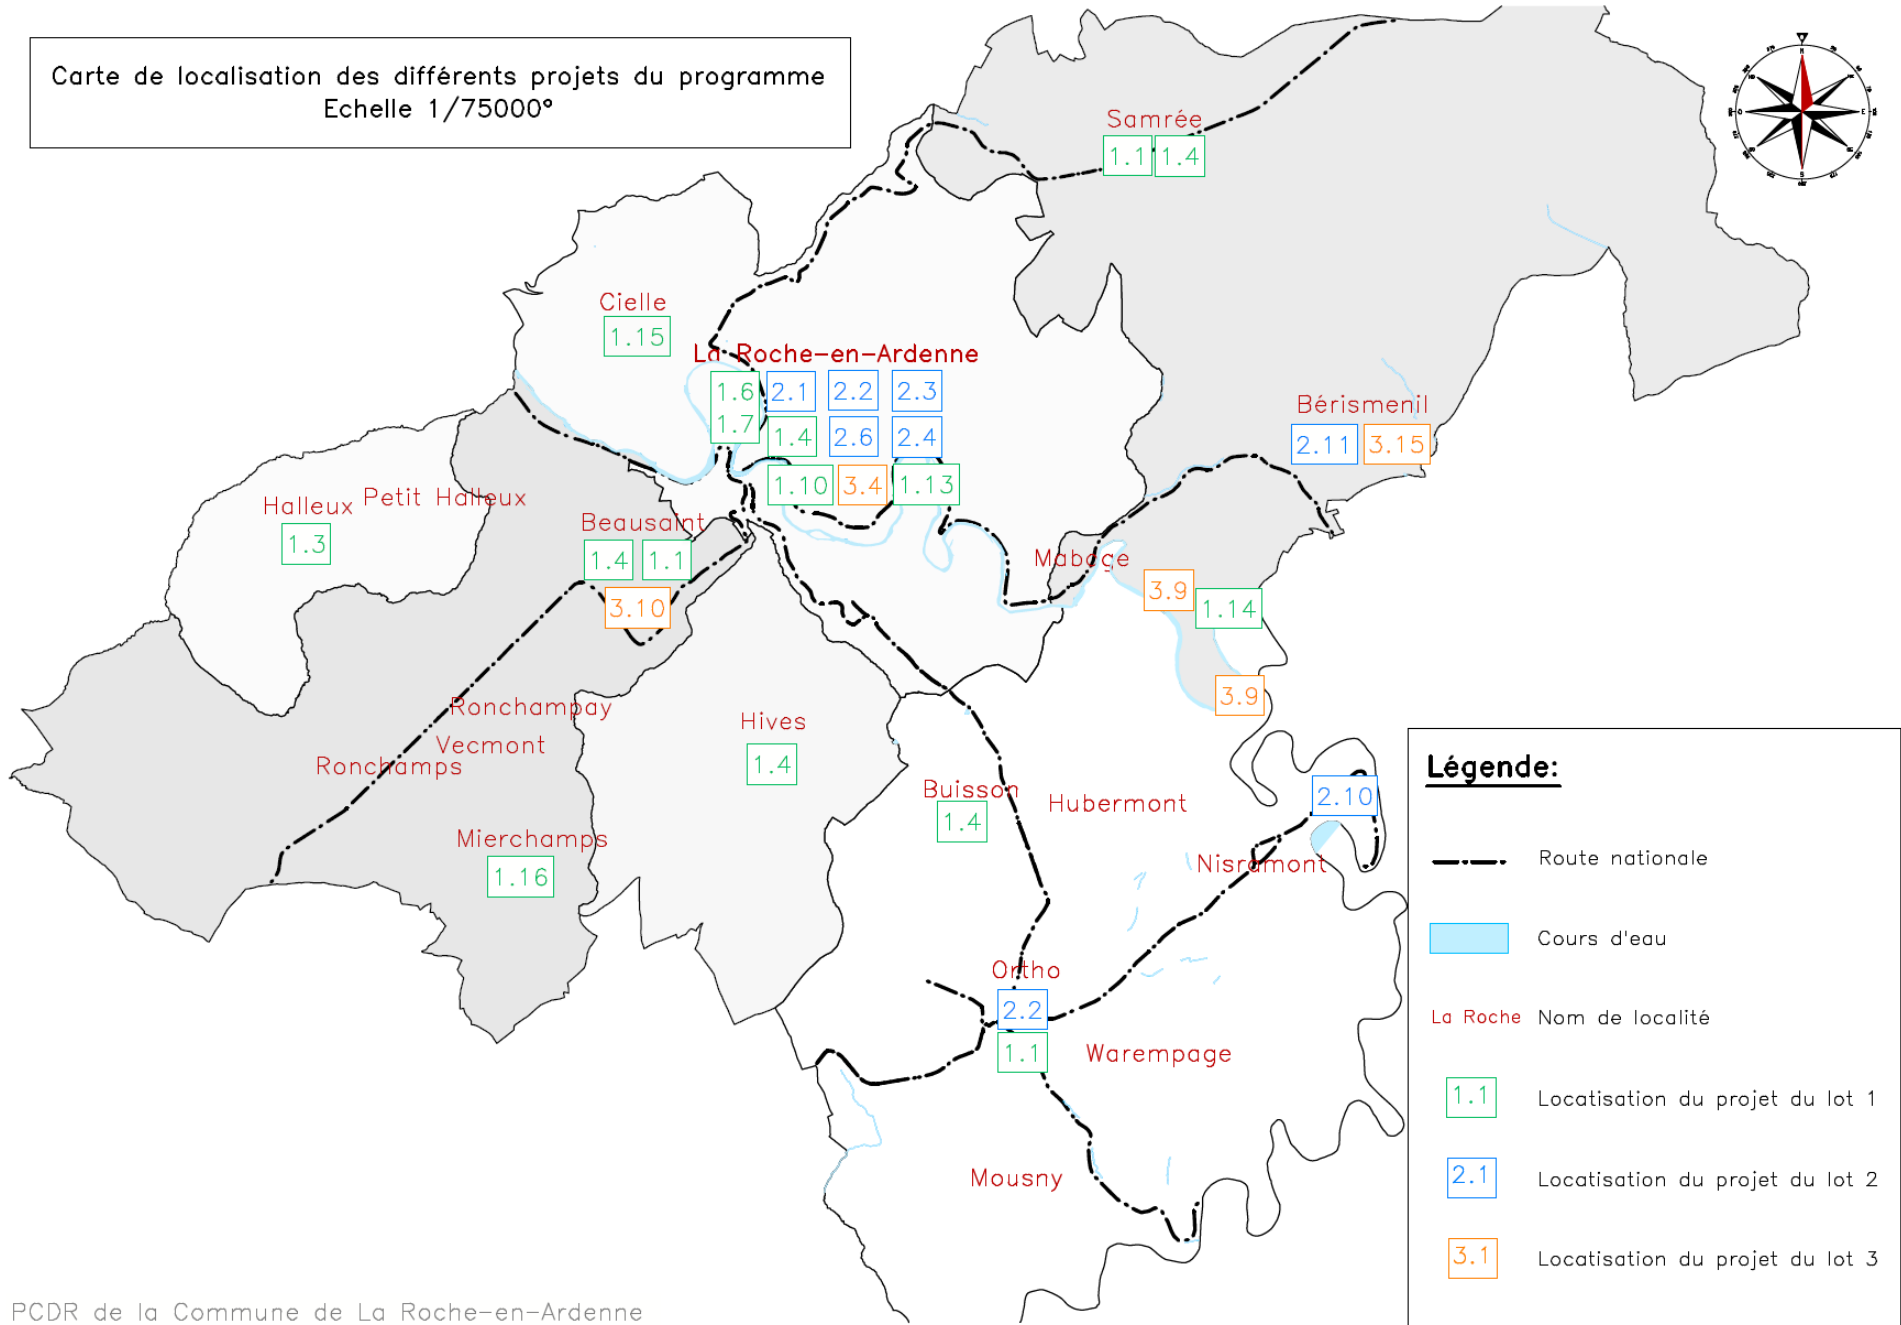 Carte de localisation des différents projets du programme
Echelle 1/75000°
Samrée
1.1 1.4
Cielle
1.15
La Roche-en-Ardenne
1.6 2.1 2.2 2.3
1.7 1.4 2.6 2.4
1.10 3.4 1.13
Bérismenil
2.11 3.15
Halleux Petit Halleux
1.3
Beausaint
1.4 1.1
3.10
Maboge
3.9 1.14
3.9
Ronchampay
Vecmont
Ronchamps
Hives
1.4
Buisson
1.4
Hubermont
2.10
Nisramont
Mierchamps
1.16
Ortho
2.2
1.1
Warempage
Mousny
Légende:
Route nationale
Cours d'eau
La Roche Nom de localité
1.1 Locatisation du projet du lot 1
2.1 Locatisation du projet du lot 2
3.1 Locatisation du projet du lot 3
PCDR de la Commune de La Roche-en-Ardenne